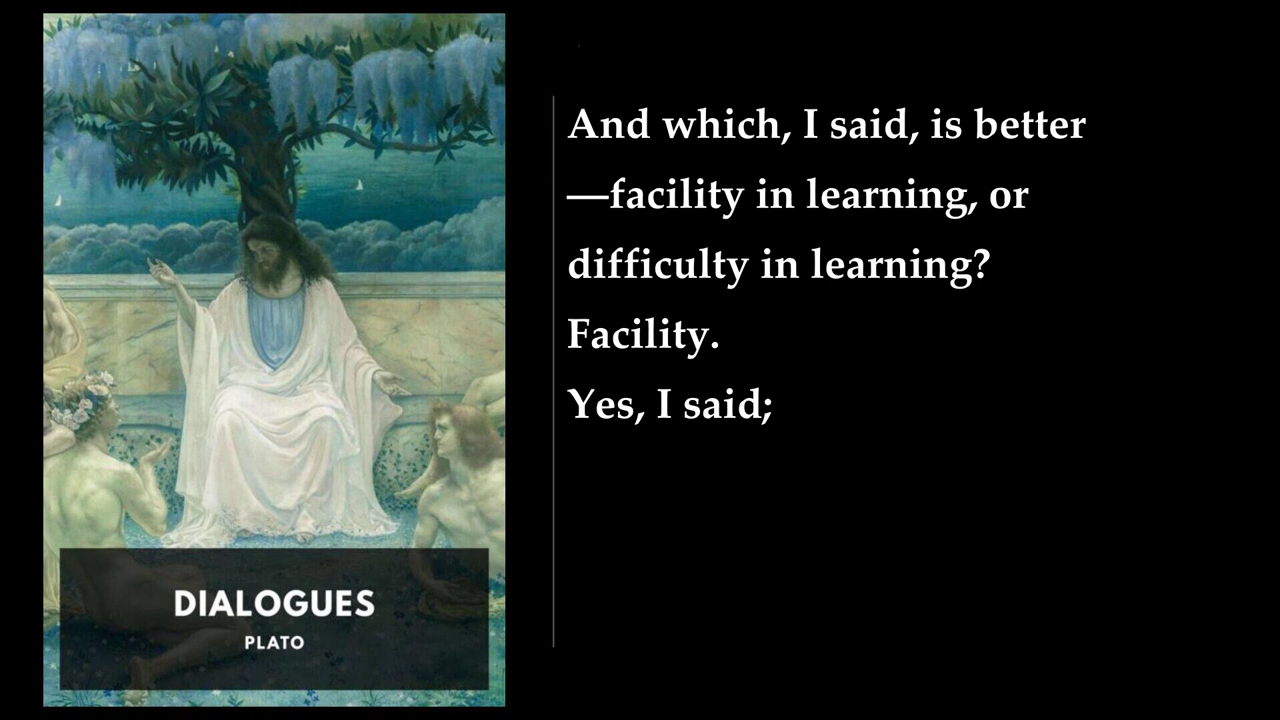 DIALOGUES
PLATO
And which, I said, is better
—facility in learning, or
difficulty in learning?
Facility.
Yes, I said;